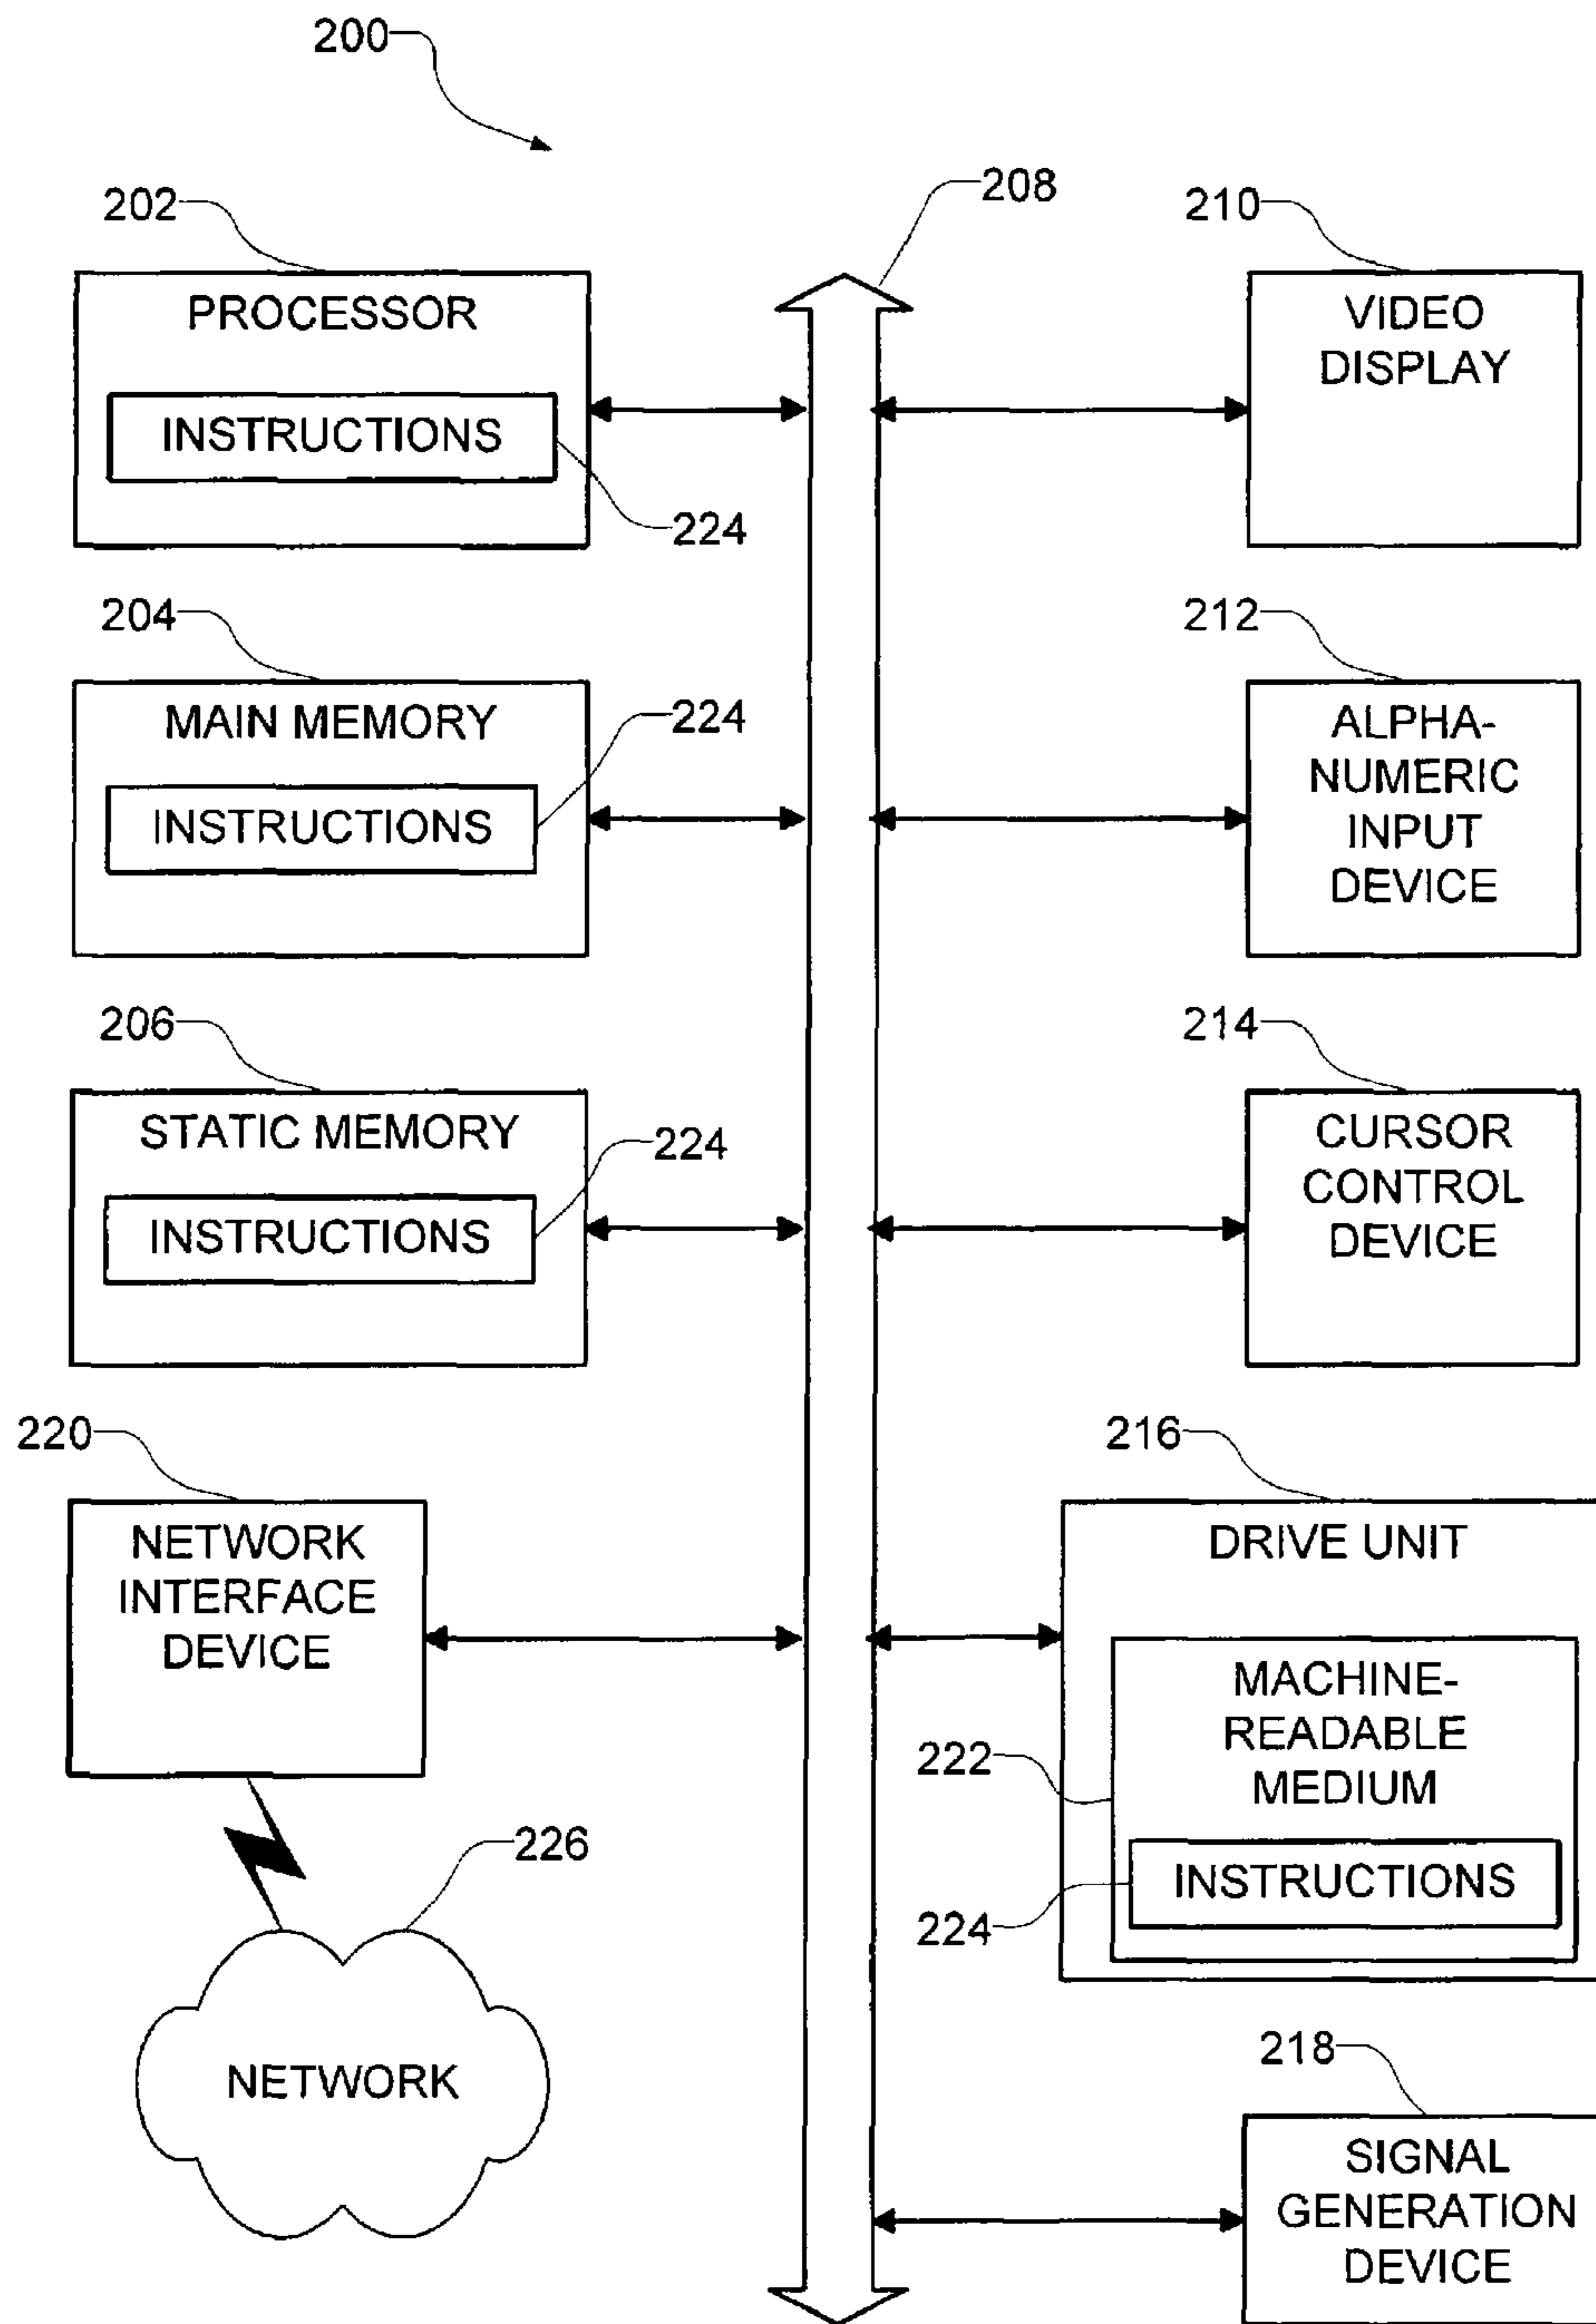 200
208
202
PROCESSOR
INSTRUCTIONS
224
210
VIDEO
DISPLAY
204
MAIN MEMORY
224
INSTRUCTIONS
212
ALPHA-
NUMERIC
INPUT
DEVICE
206
STATIC MEMORY
224
INSTRUCTIONS
214
CURSOR
CONTROL
DEVICE
220
NETWORK
INTERFACE
DEVICE
216
DRIVE UNIT
MACHINE-
READABLE
MEDIUM
222
INSTRUCTIONS
224
226
NETWORK
218
SIGNAL
GENERATION
DEVICE